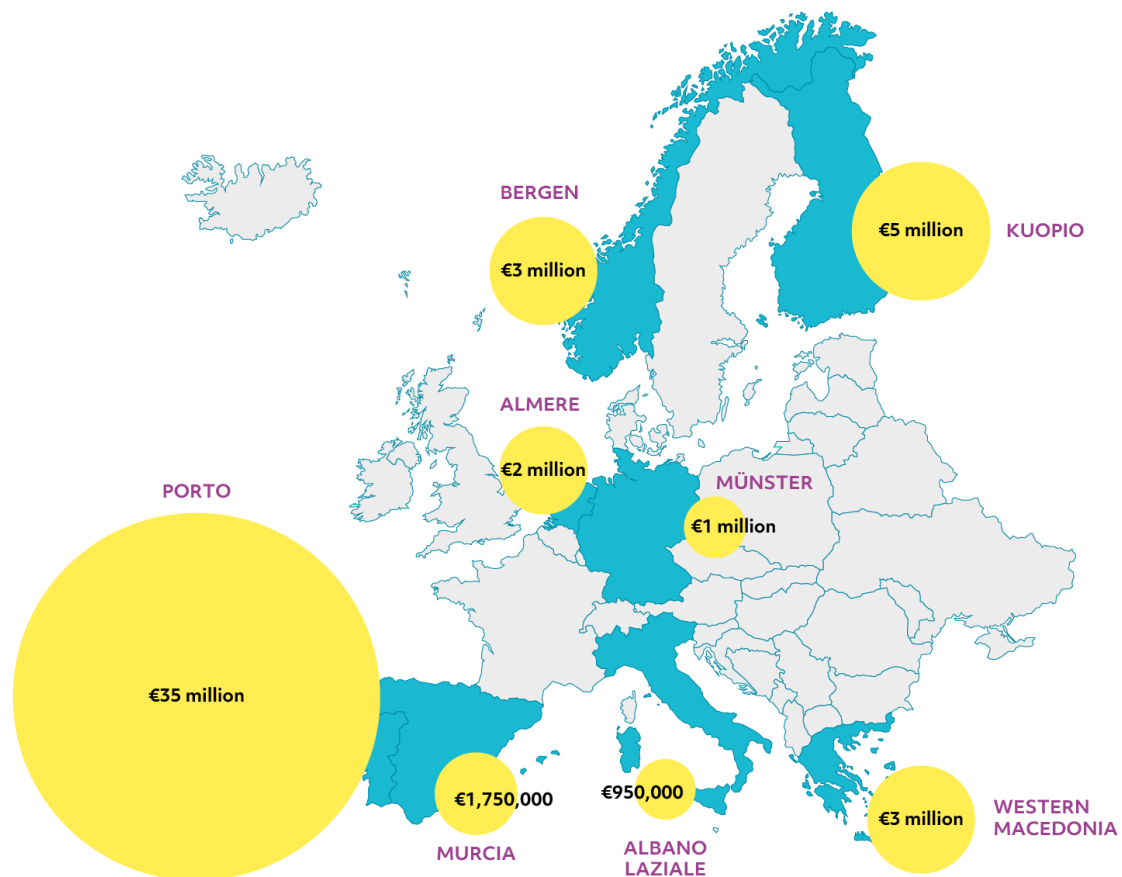 BERGEN
€3 million
€5 million
KUOPIO
ALMERE
€2 million
MÜNSTER
€1 million
PORTO
€35 million
€1,750,000
MURCIA
€950,000
ALBANO
LAZIALE
€3 million
WESTERN
MACEDONIA